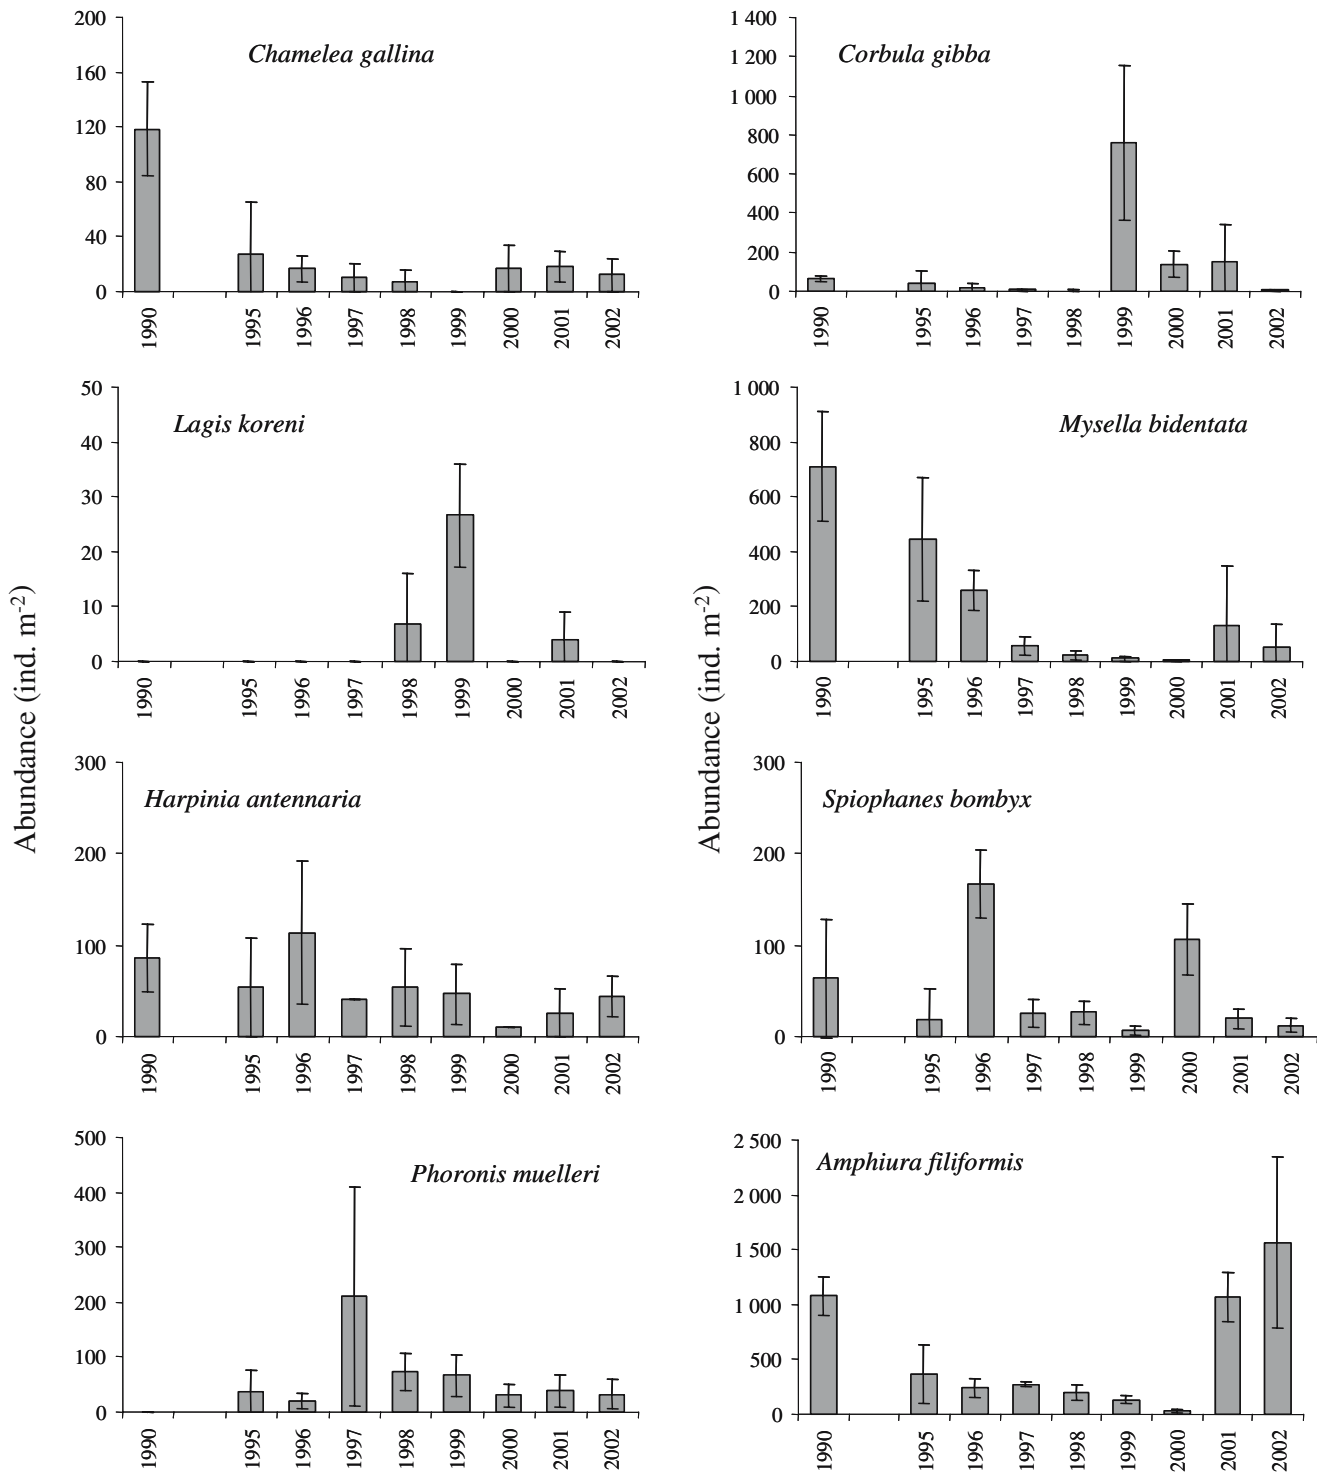 Abundance (ind. m-2)
Chamelea gallina
200
160
120
80
40
0
1990 1995 1996 1997 1998 1999 2000 2001 2002
Lagis koreni
50
40
30
20
10
0
1990 1995 1996 1997 1998 1999 2000 2001 2002
Harpinia antennaria
300
200
100
0
1990 1995 1996 1997 1998 1999 2000 2001 2002
Phoronis muelleri
500
400
300
200
100
0
1990 1995 1996 1997 1998 1999 2000 2001 2002
Abundance (ind. m-2)
Corbula gibba
1 400
1 200
1 000
800
600
400
200
0
1990 1995 1996 1997 1998 1999 2000 2001 2002
Mysella bidentata
1 000
800
600
400
200
0
1990 1995 1996 1997 1998 1999 2000 2001 2002
Spiophanes bombyx
300
200
100
0
1990 1995 1996 1997 1998 1999 2000 2001 2002
Amphiura filiformis
2 500
2 000
1 500
1 000
500
0
1990 1995 1996 1997 1998 1999 2000 2001 2002